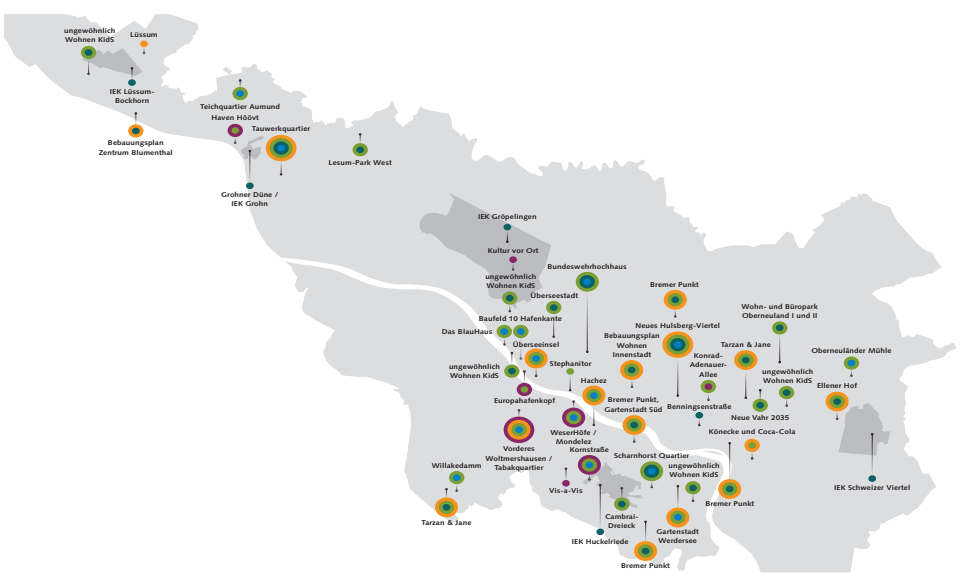 ungewöhnlich
Wohnen KidS
Lüssum
IEK Lüssum-
Bockhorn
Bebauungsplan
Zentrum Blumenthal
Teichquartier Aumund
Haven Höövt
Tauwerkquartier
Lesum-Park West
Grohner Düne /
IEK Grohn
IEK Gröpelingen
Kultur vor Ort
ungewöhnlich
Wohnen KidS
Bundeswehrhochhaus
Überseestadt
Baufeld 10 Hafenkante
Das BlauHaus
Überseeinsel
ungewöhnlich
Wohnen KidS
Stephanitor
Europahafenkopf
Hachez
Bremer Punkt
Neues Hulsberg-Viertel
Bebauungsplan
Wohnen
Innenstadt
Konrad-
Adenauer-
Allee
Wohn- und Büropark
Oberneuland I und II
Tarzan & Jane
Oberneuländer Mühle
ungewöhnlich
Wohnen KidS
Ellener Hof
Bremer Punkt,
Gartenstadt Süd
Benningsenstraße
Neue Vahr 2035
Könecke und Coca-Cola
WeserHöfe /
Mondelez
Kornstraße
Vorderes
Woltmershausen /
Tabakquartier
Scharnhorst Quartier
ungewöhnlich
Wohnen KidS
Willakedamm
Vis-a-Vis
IEK Schweizer Viertel
Bremer Punkt
Tarzan & Jane
Cambrai-
Dreieck
IEK Huckelriede
Gartenstadt
Werdersee
Bremer Punkt